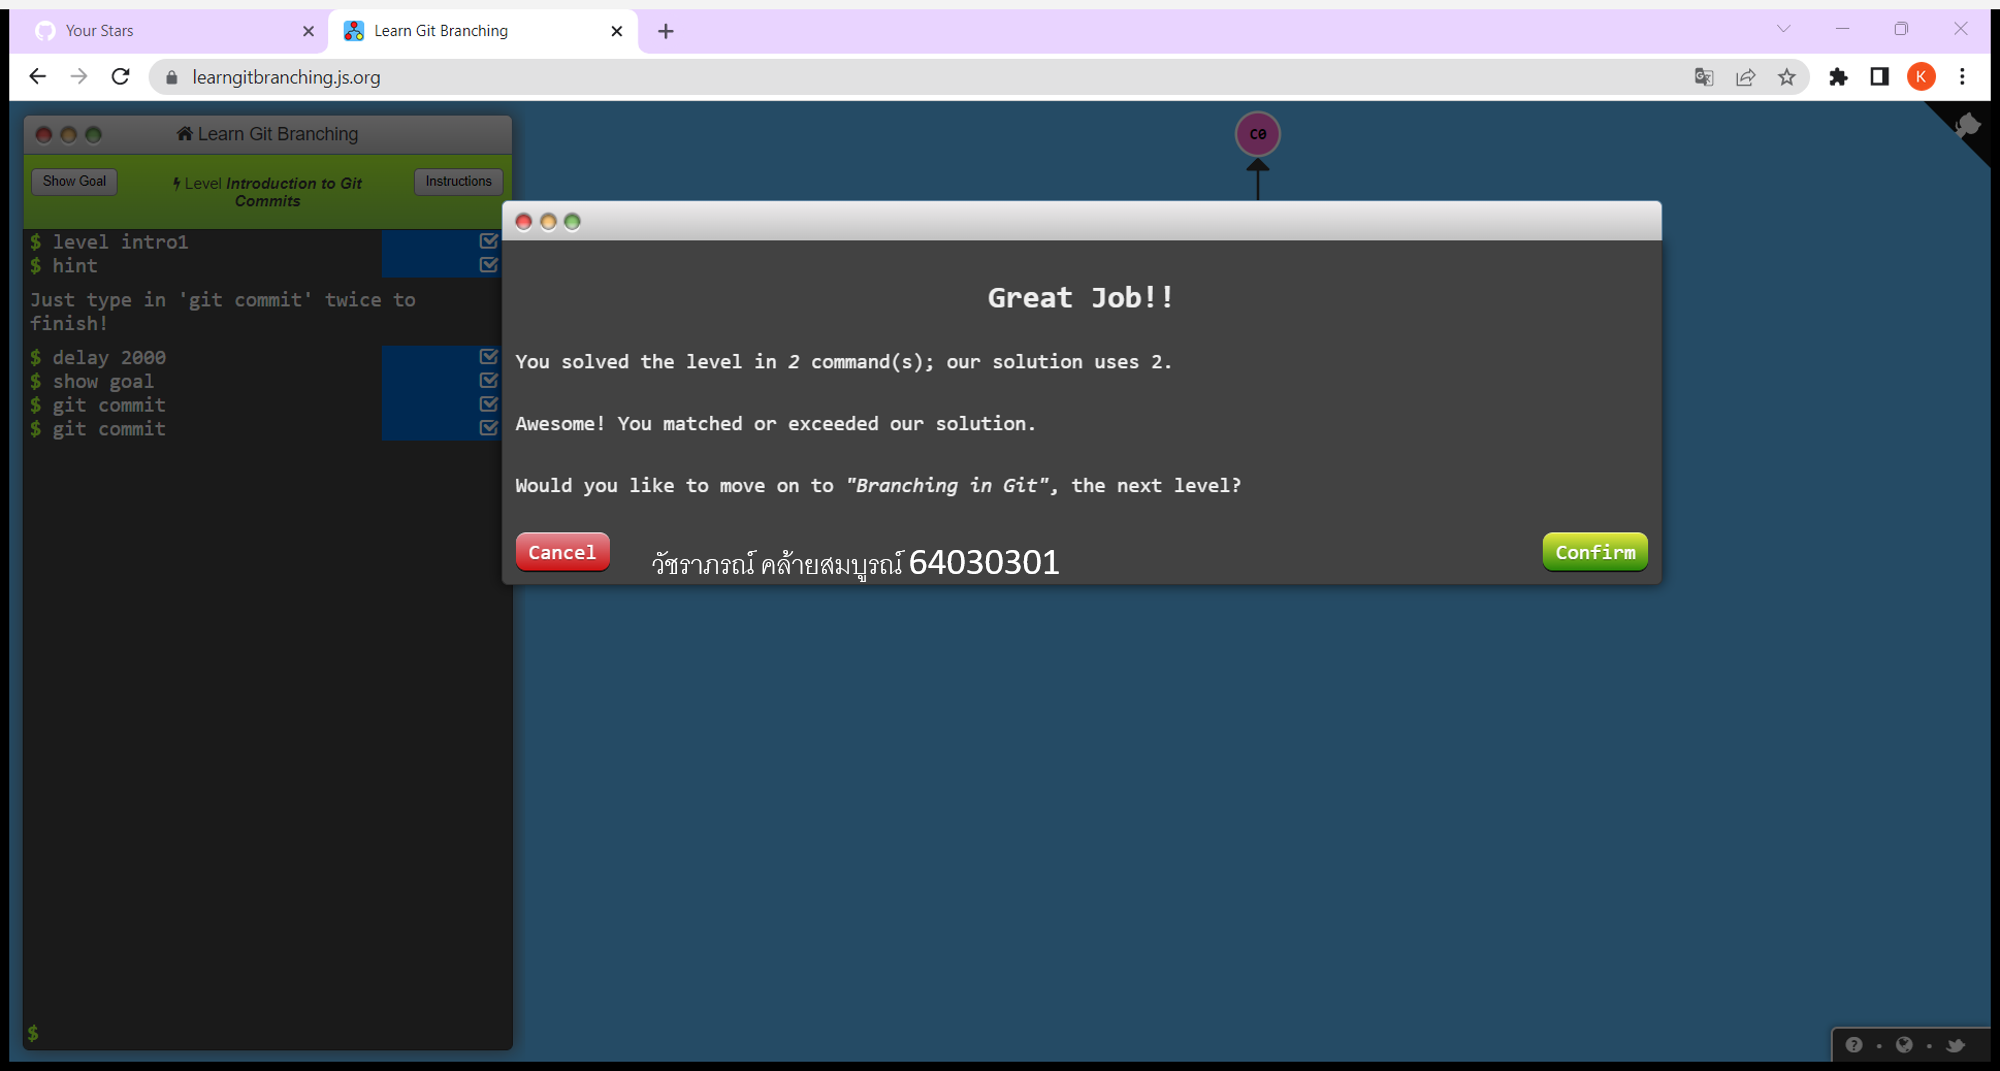 Your Stars
Learn Git Branching
learngitbranching.js.org
K
Learn Git Branching
Show Goal
Level Introduction to Git Commits
Instructions
$ level intro1
$ hint
Just type in 'git commit' twice to
finish!
$ delay 2000
$ show goal
$ git commit
$ git commit
$
C0
Great Job!!
You solved the level in 2 command(s); our solution uses 2.
Awesome! You matched or exceeded our solution.
Would you like to move on to "Branching in Git", the next level?
Cancel
วัชราภรณ์ คล้ายสมบูรณ์ 64030301
Confirm